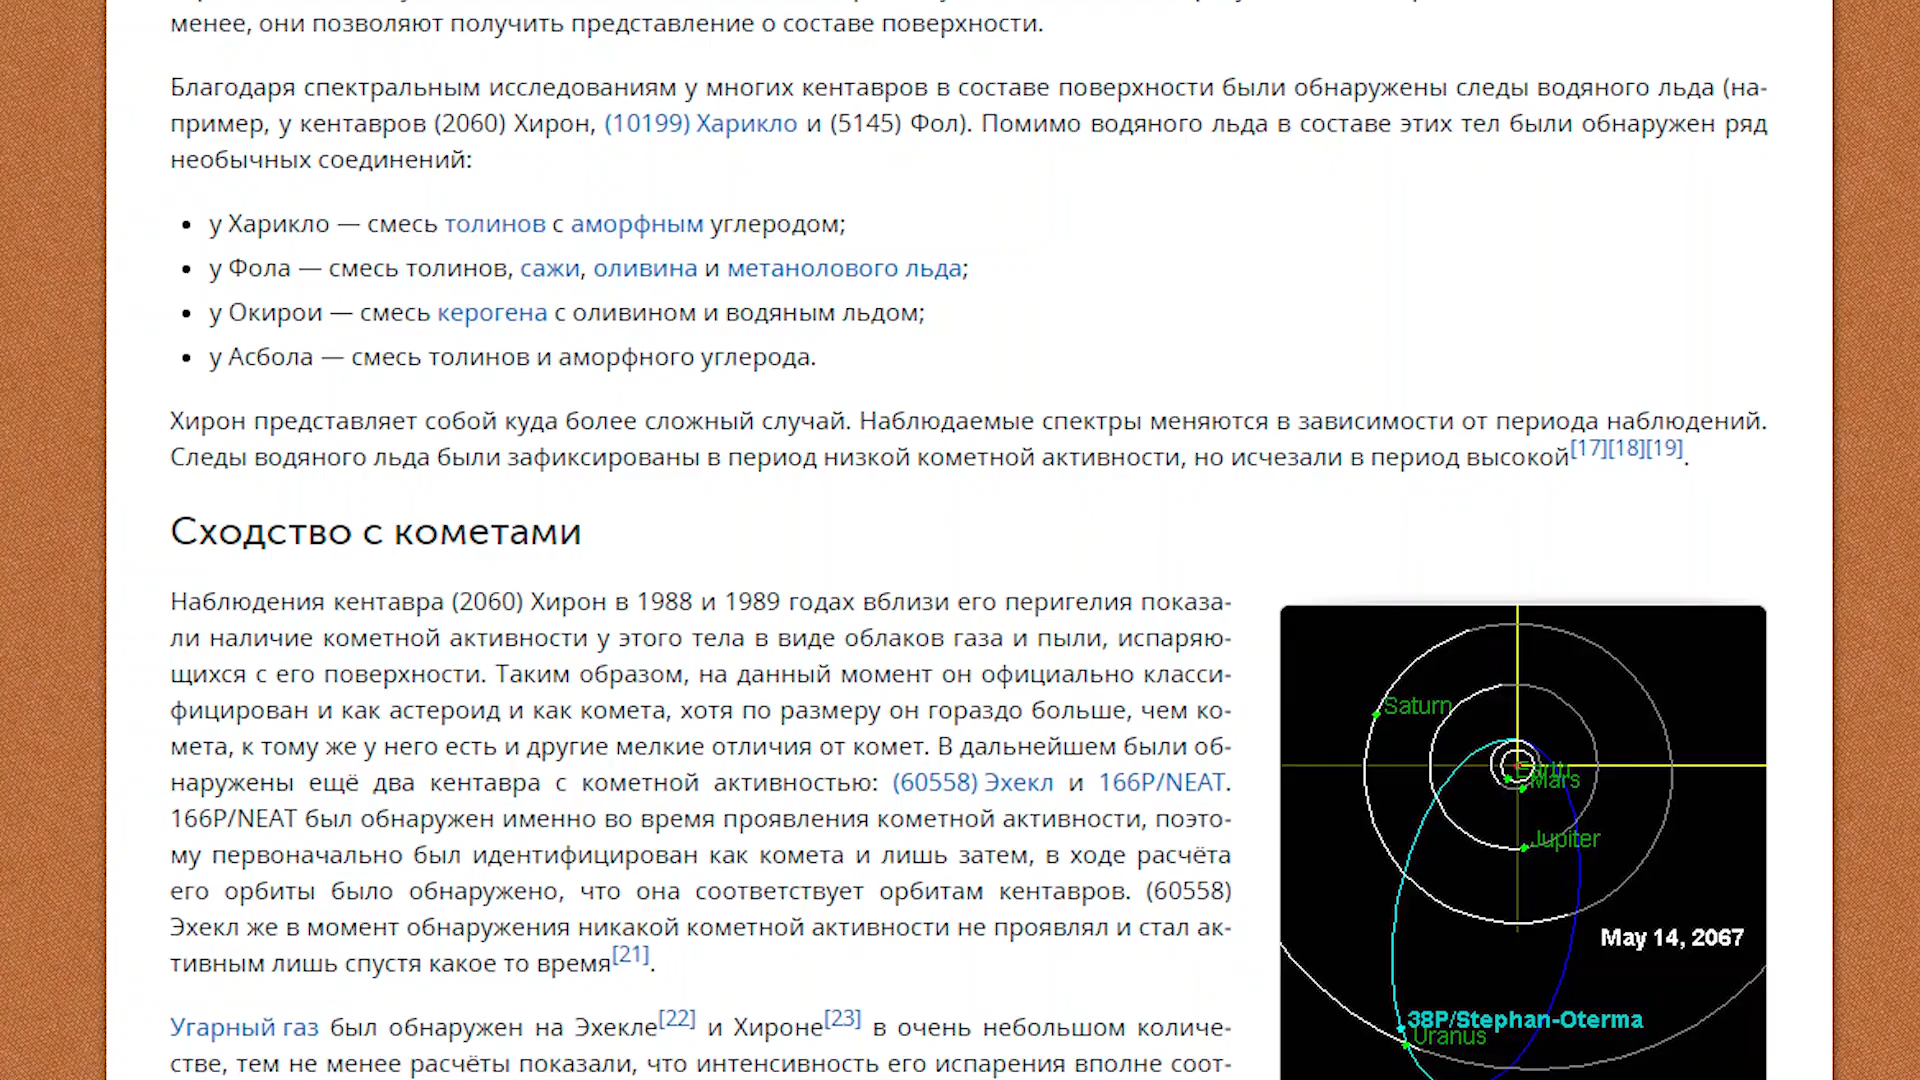 менее, они позволяют получить представление о составе поверхности.
Благодаря спектральным исследованиям у многих кентавров в составе поверхности были обнаружены следы водяного льда (на-
пример, у кентавров (2060) Хирон, (10199) Харикло и (5145) Фол). Помимо водяного льда в составе этих тел были обнаружен ряд
необычных соединений:
• у Харикло — смесь толинов с аморфным углеродом;
• у Фола — смесь толинов, сажи, оливина и метанолового льда;
• у Окирои — смесь керогена с оливином и водяным льдом;
• у Асбола — смесь толинов и аморфного углерода.
Хирон представляет собой куда более сложный случай. Наблюдаемые спектры меняются в зависимости от периода наблюдений.
Следы водяного льда были зафиксированы в период низкой кометной активности, но исчезали в период высокой[17][18][19].
Сходство с кометами
Наблюдения кентавра (2060) Хирон в 1988 и 1989 годах вблизи его перигелия показа-
ли наличие кометной активности у этого тела в виде облаков газа и пыли, испаряю-
щихся с его поверхности. Таким образом, на данный момент он официально класси-
фицирован и как астероид и как комета, хотя по размеру он гораздо больше, чем ко-
мета, к тому же у него есть и другие мелкие отличия от комет. В дальнейшем были об-
наружены ещё два кентавра с кометной активностью: (60558) Эхекл и 166P/NEAT.
166P/NEAT был обнаружен именно во время проявления кометной активности, поэто-
му первоначально был идентифицирован как комета и лишь затем, в ходе расчёта
его орбиты было обнаружено, что она соответствует орбитам кентавров. (60558)
Эхекл же в момент обнаружения никакой кометной активности не проявлял и стал ак-
тивным лишь спустя какое то время[21].
Угарный газ был обнаружен на Эхекле[22] и Хироне[23] в очень небольшом количе-
стве, тем не менее расчёты показали, что интенсивность его испарения вполне соот-
Saturn
Earth
Mars
Jupiter
May 14, 2067
38P/Stephan-Oterma
Uranus